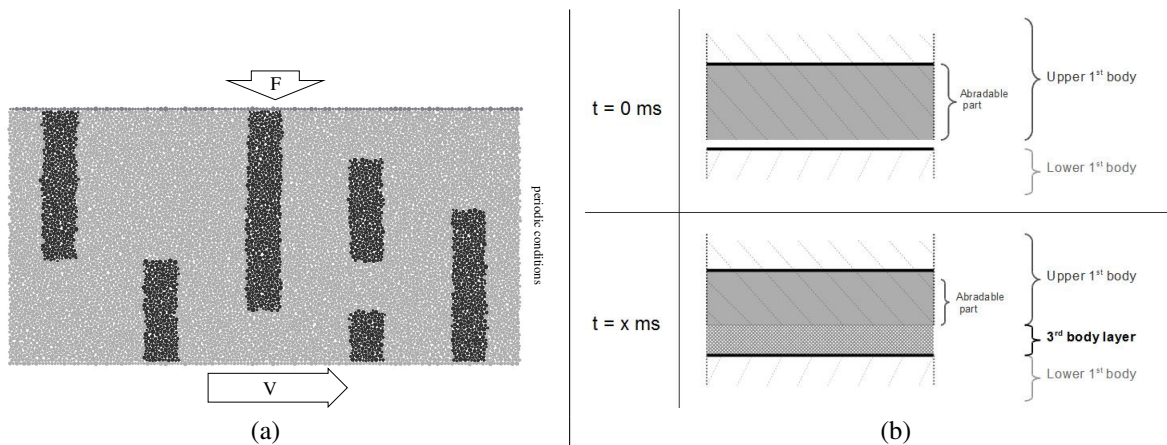 F
periodic conditions
V
(a)
t = 0 ms
Abradable
part
Upper 1st body
Lower 1st body
t = x ms
Abradable
part
Upper 1st body
3rd body layer
Lower 1st body
(b)